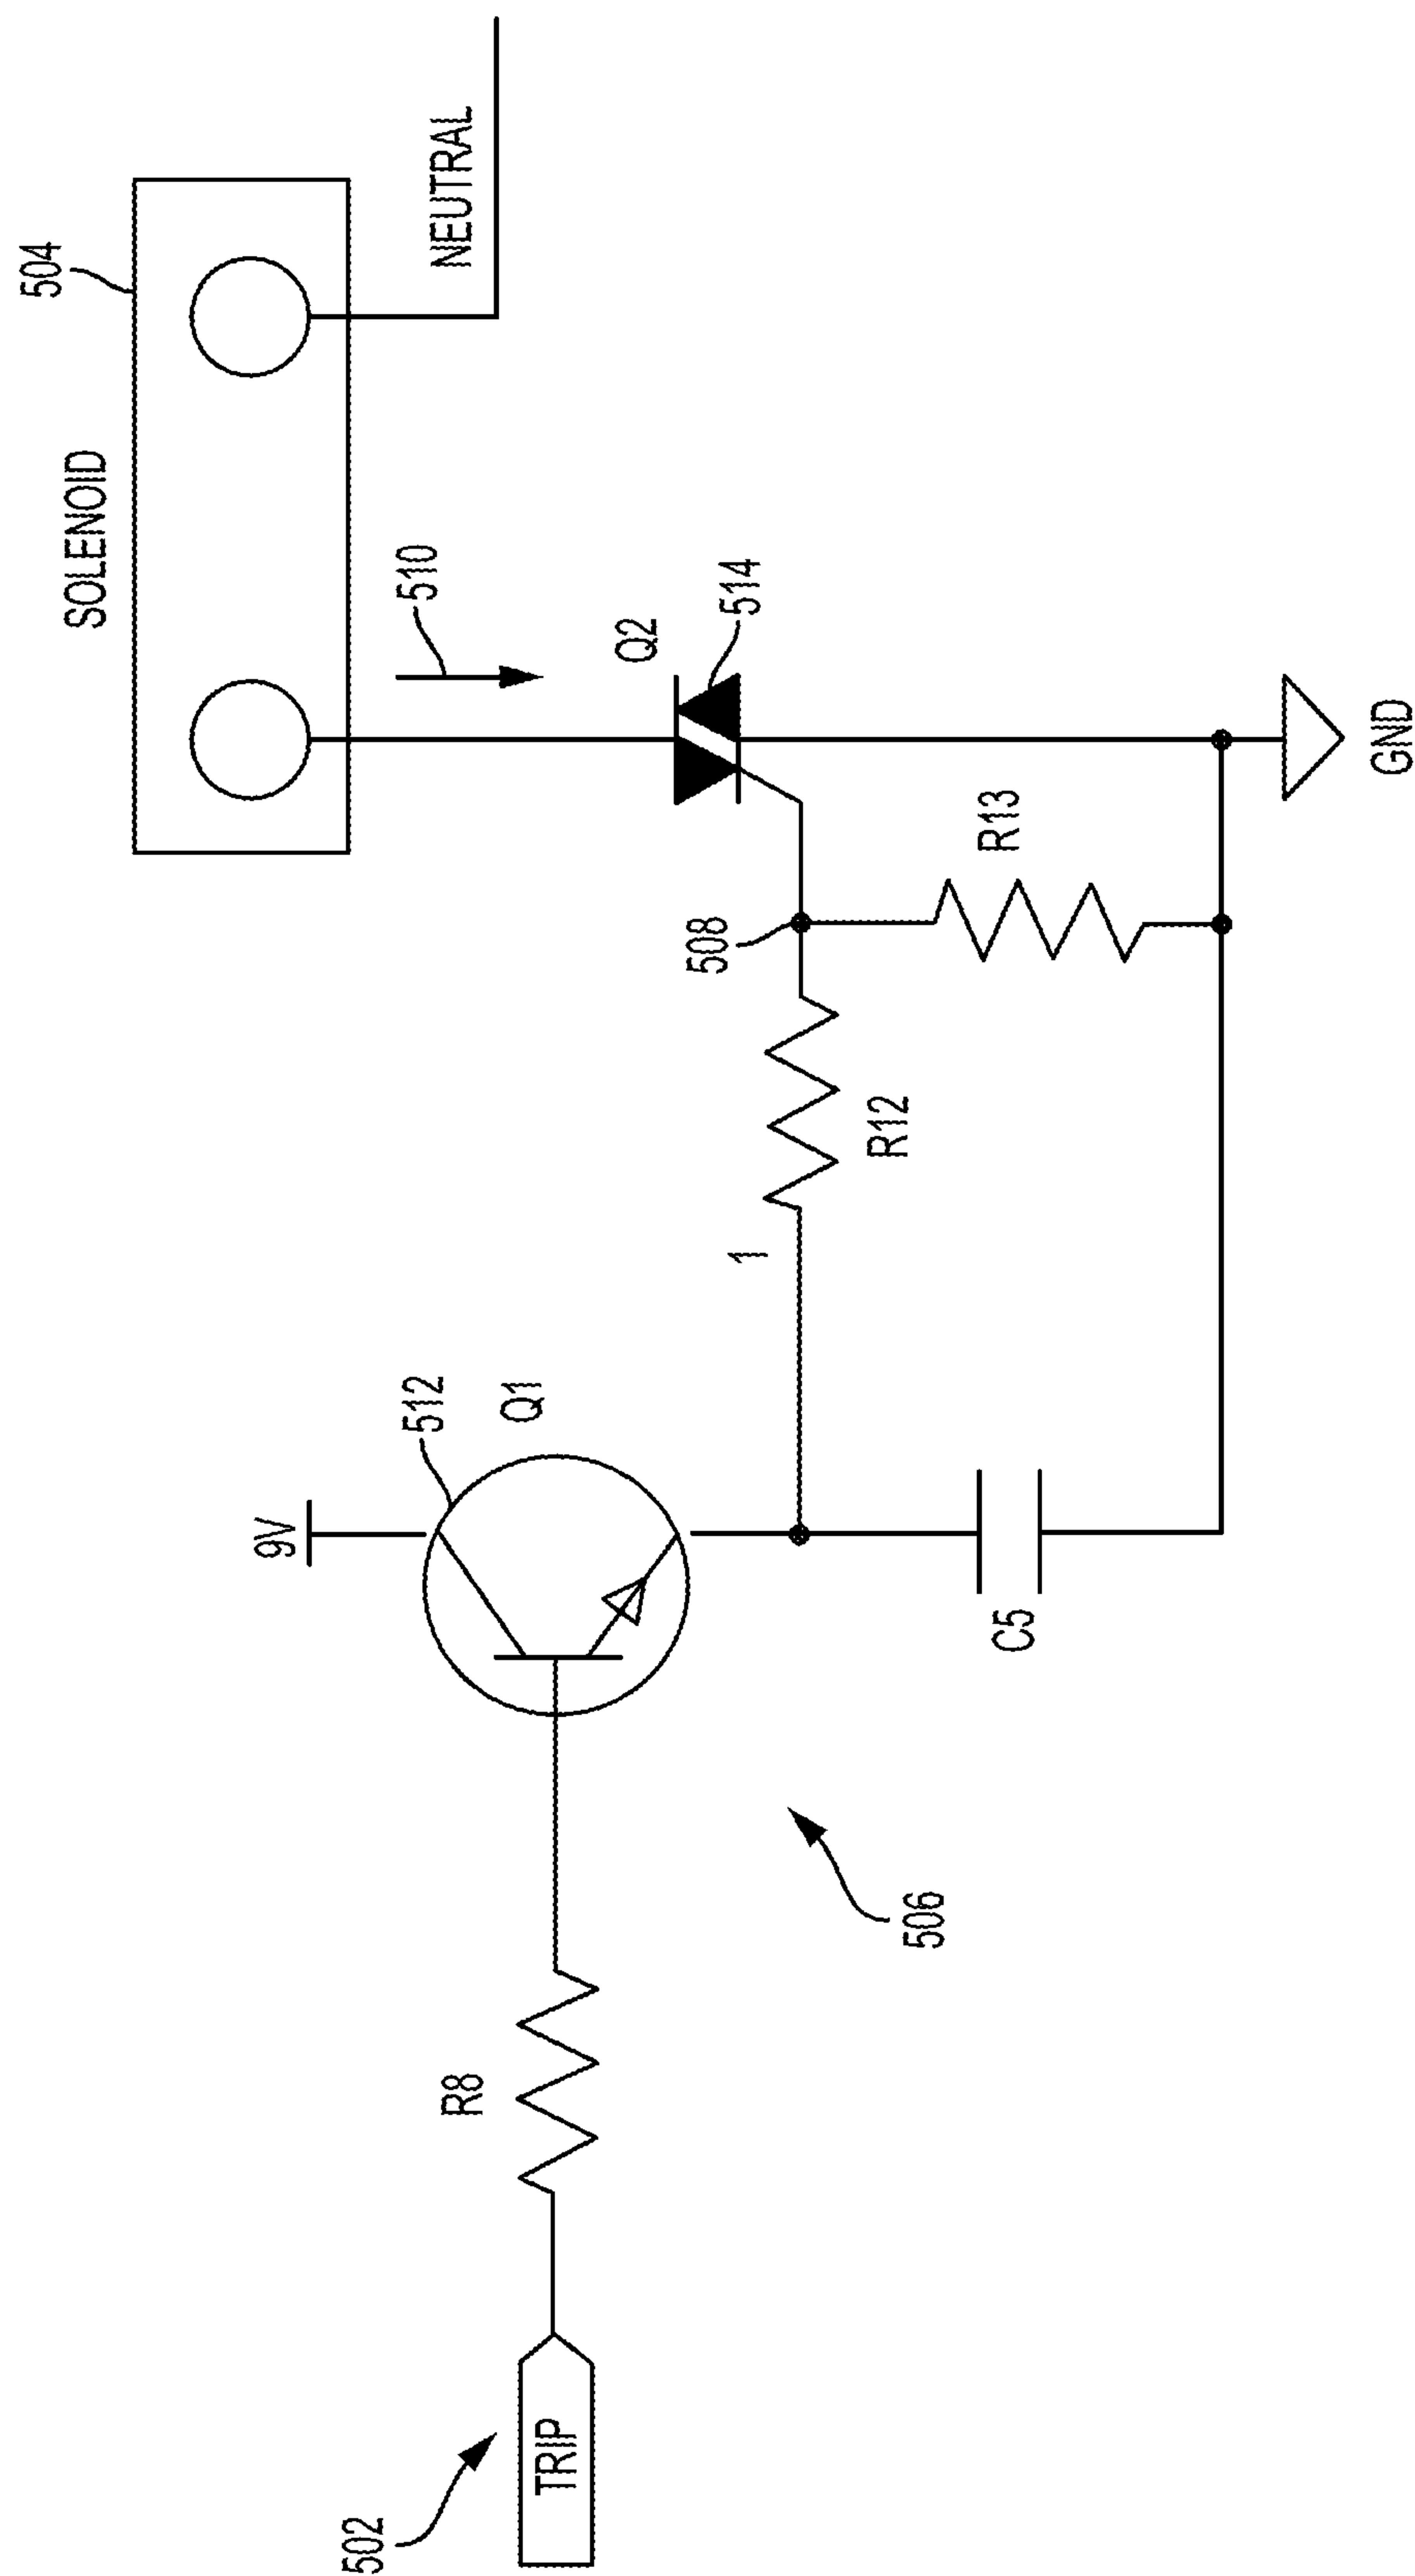 502
TRIP
R8
506
9V
512
Q1
C5
1
R12
508
R13
GND
Q2
514
510
SOLENOID
504
NEUTRAL